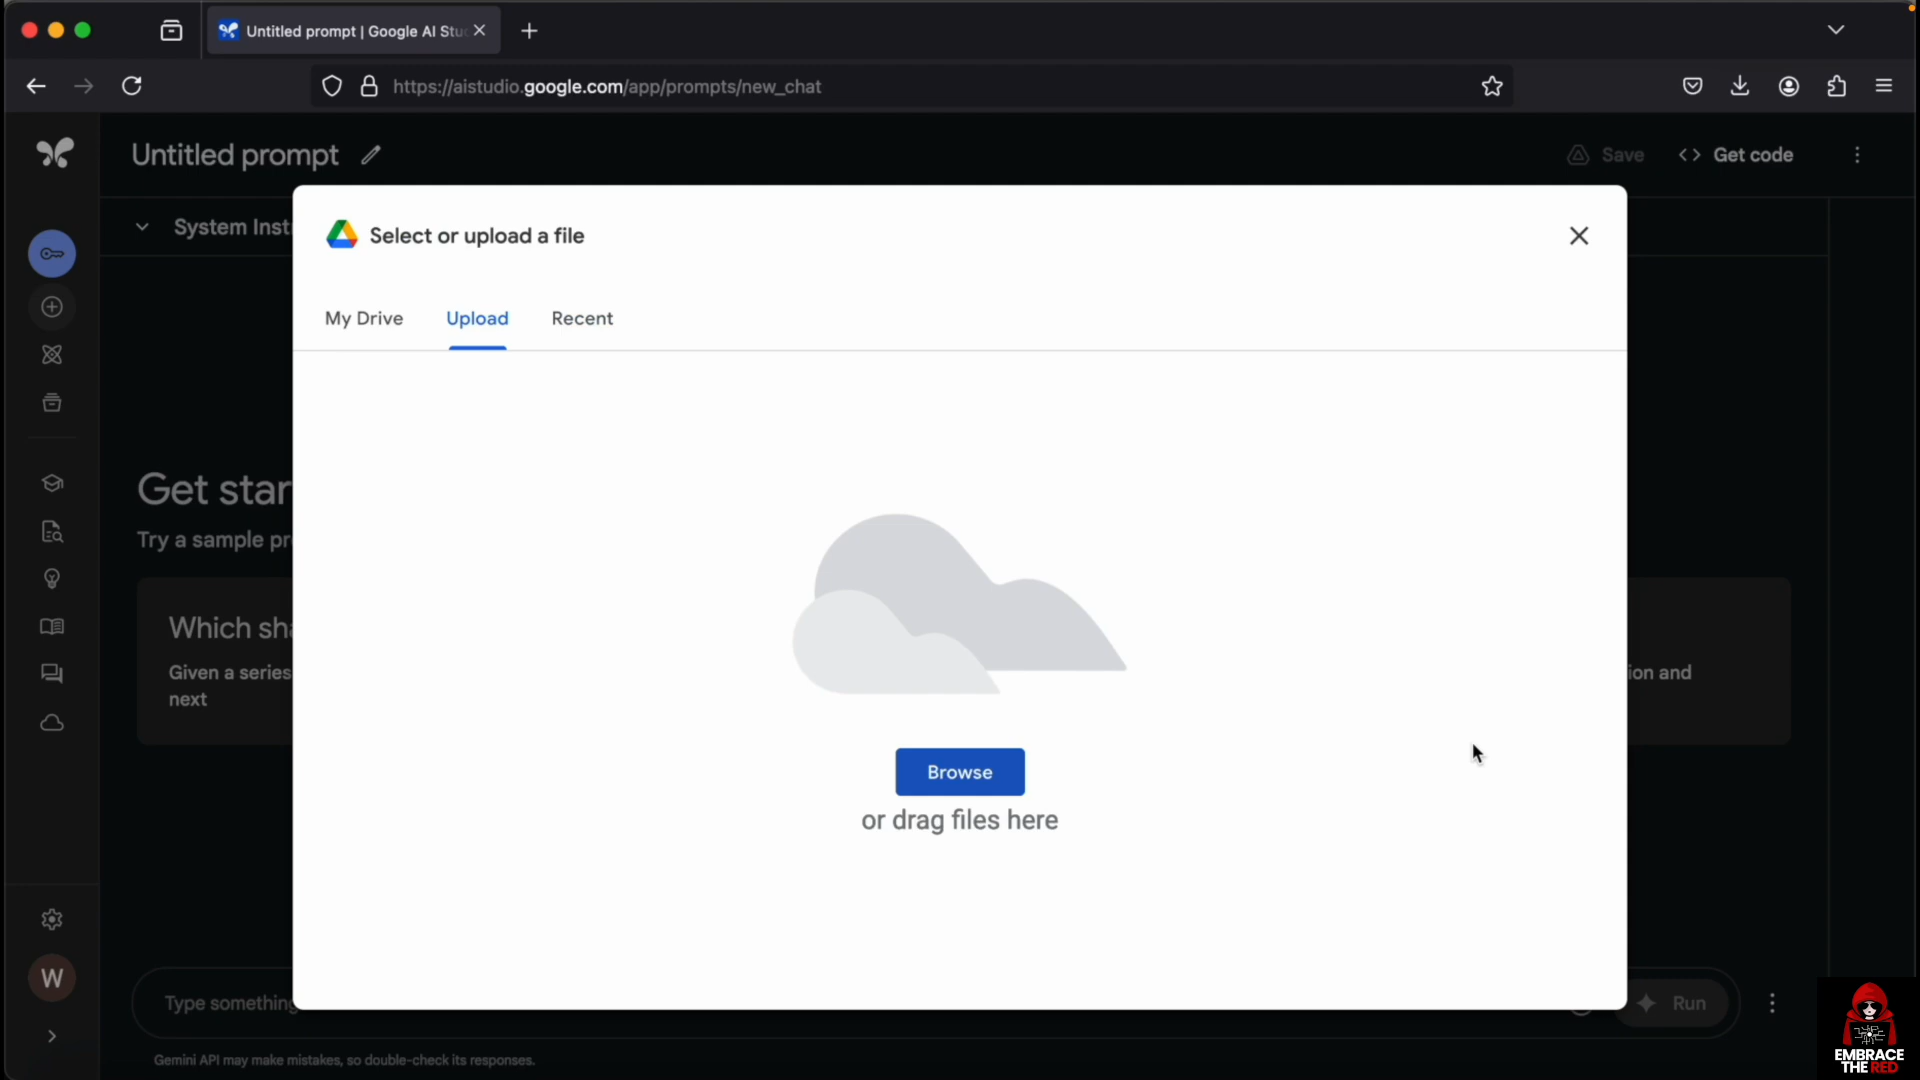 Untitled prompt | Google AI Stu
https://aistudio.google.com/app/prompts/new_chat
Untitled prompt
Save
Get code
System Inst
Select or upload a file
My Drive
Upload
Recent
Get star
Try a sample pr
Which sha
Given a series
next
ion and
Browse
or drag files here
W
Type something
Run
Gemini API may make mistakes, so double-check its responses.
EMBRACE
THE RED